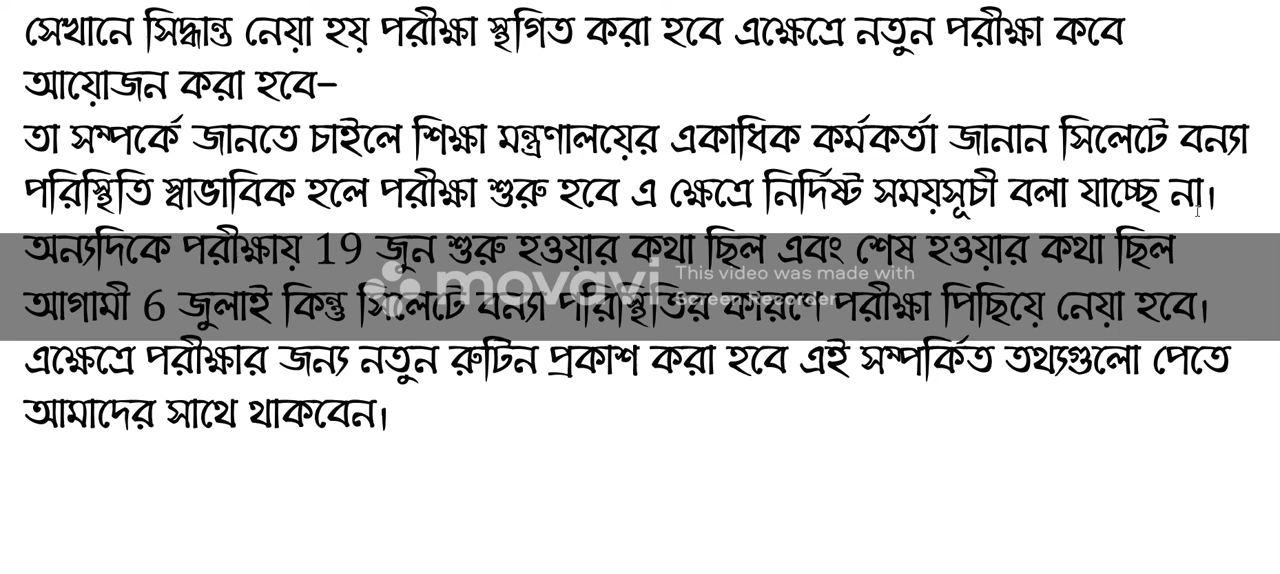 সেখানে সিদ্ধান্ত নেয়া হয় পরীক্ষা স্থগিত করা হবে এক্ষেত্রে নতুন পরীক্ষা কবে
আয়োজন করা হবে-
তা সম্পর্কে জানতে চাইলে শিক্ষা মন্ত্রণালয়ের একাধিক কর্মকর্তা জানান সিলেটে বন্যা
পরিস্থিতি স্বাভাবিক হলে পরীক্ষা শুরু হবে এ ক্ষেত্রে নির্দিষ্ট সময়সূচী বলা যাচ্ছে না।
অন্যদিকে পরীক্ষায় 19 জুন শুরু হওয়ার কথা ছিল এবং শেষ হওয়ার কথা ছিল
movavi
This video was made with
Screen Recorder
আগামী 6 জুলাই কিন্তু সিলেটে বন্যা পরিস্থিতির কারণে পরীক্ষা পিছিয়ে নেয়া হবে।
এক্ষেত্রে পরীক্ষার জন্য নতুন রুটিন প্রকাশ করা হবে এই সম্পর্কিত তথ্যগুলো পেতে
আমাদের সাথে থাকবেন।